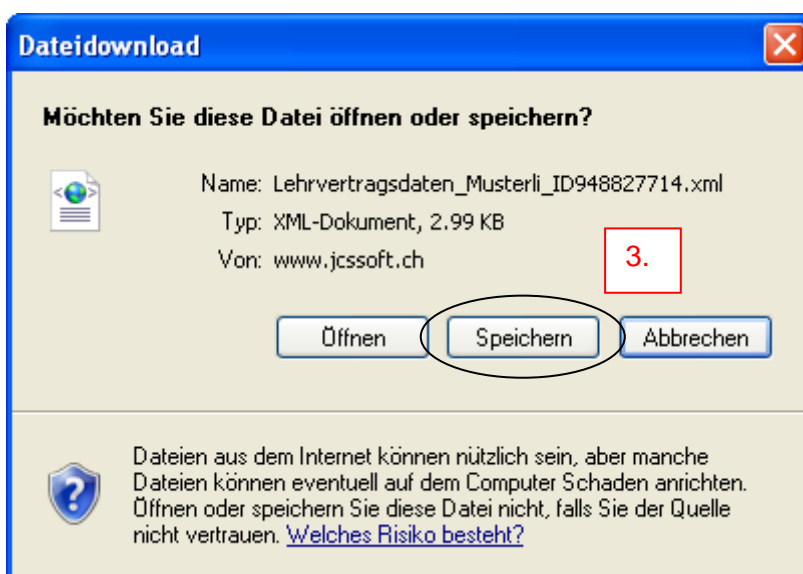 Dateidownload
Möchten Sie diese Datei öffnen oder speichern?
Name: Lehrvertragsdaten_Musterli_ID948827714.xml
Typ: XML-Dokument, 2.99 KB
Von: www.jcssoft.ch
3.
Öffnen Speichern Abbrechen
Dateien aus dem Internet können nützlich sein, aber manche
Dateien können eventuell auf dem Computer Schaden anrichten.
Öffnen oder speichern Sie diese Datei nicht, falls Sie der Quelle
nicht vertrauen. Welches Risiko besteht?